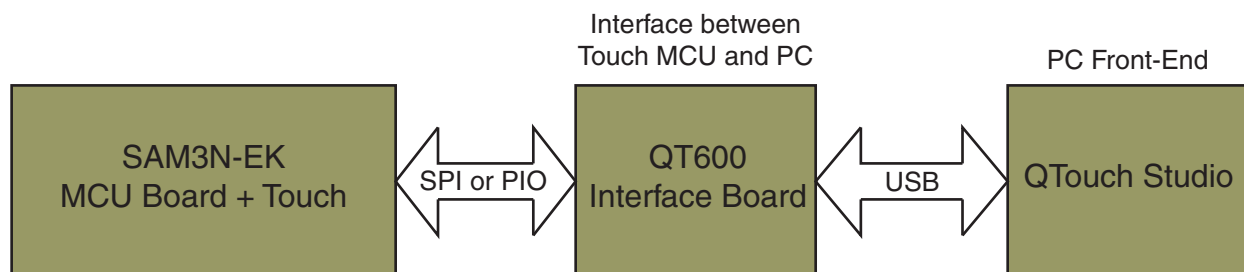 Interface between
Touch MCU and PC
PC Front-End
SAM3N-EK
MCU Board + Touch
SPI or PIO
QT600
Interface Board
USB
QTouch Studio